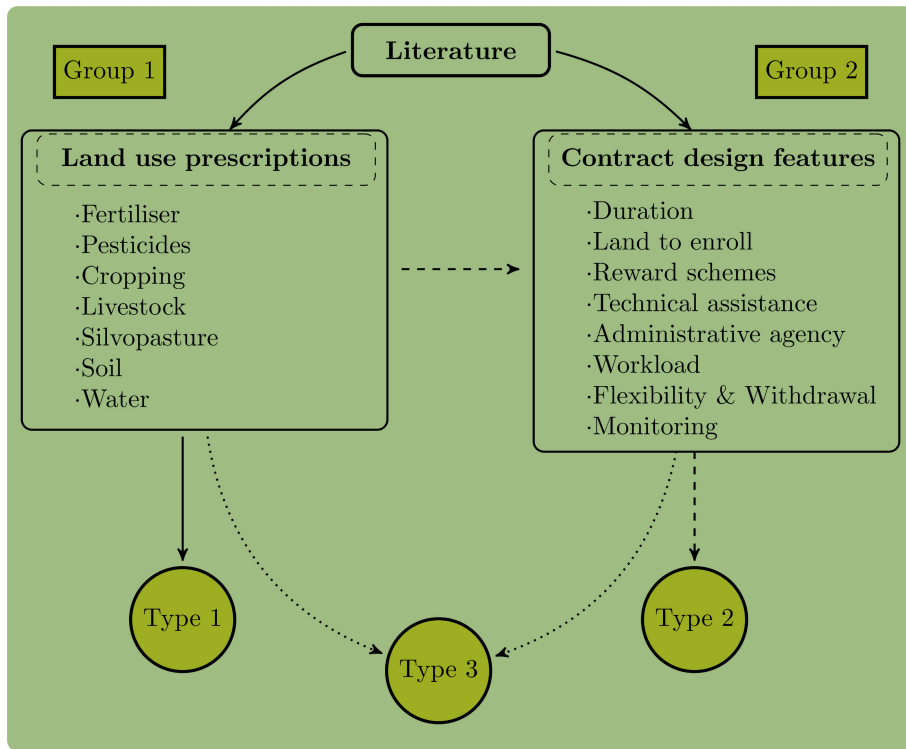 Literature
Group 1
Group 2
Land use prescriptions
·Fertiliser
·Pesticides
·Cropping
·Livestock
·Silvopasture
·Soil
·Water
Contract design features
·Duration
·Land to enroll
·Reward schemes
·Technical assistance
·Administrative agency
·Workload
·Flexibility & Withdrawal
·Monitoring
Type 1
Type 2
Type 3